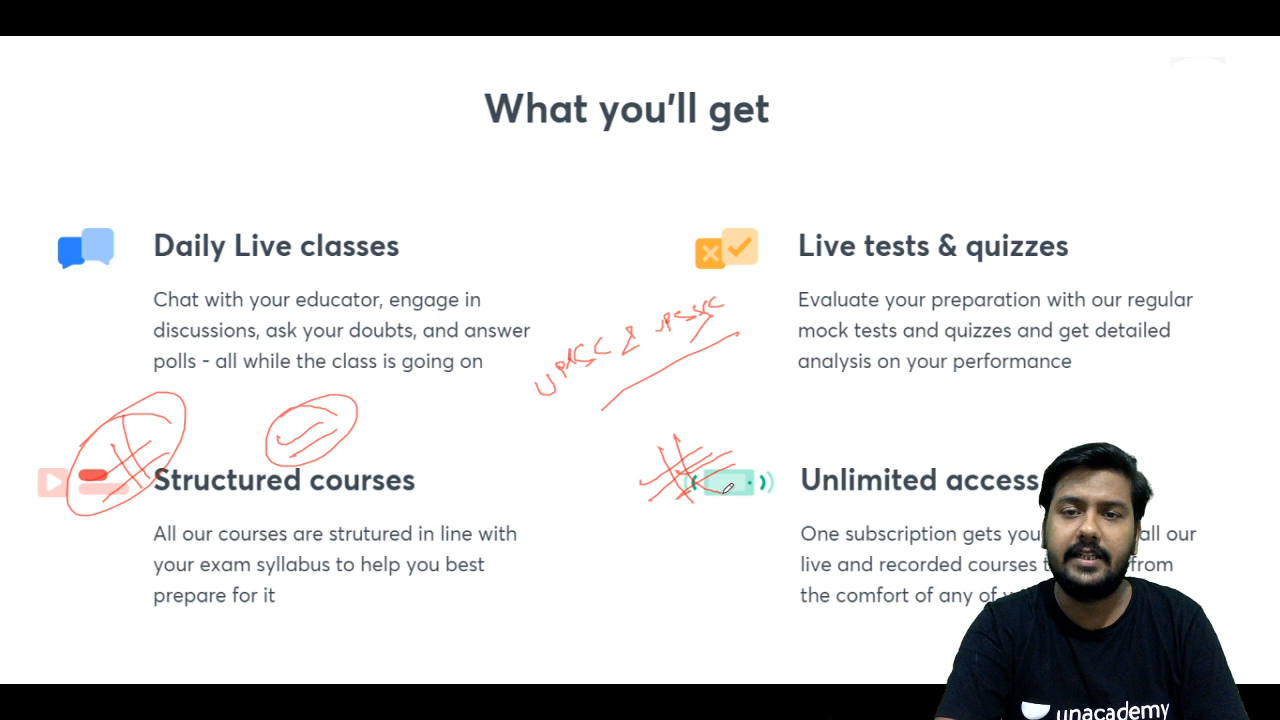 What you'll get
Daily Live classes
Chat with your educator, engage in
discussions, ask your doubts, and answer
polls - all while the class is going on
Live tests & quizzes
Evaluate your preparation with our regular
mock tests and quizzes and get detailed
analysis on your performance
UPPSC & UPSSSC
Structured courses
All our courses are strutured in line with
your exam syllabus to help you best
prepare for it
Unlimited access
One subscription gets you all our
live and recorded courses from
the comfort of any of
unacademy